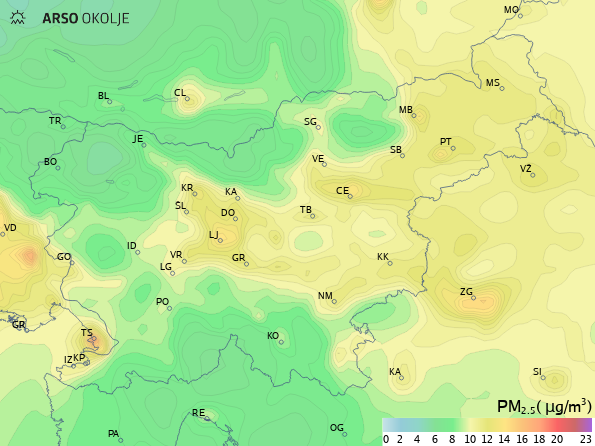 ARSO OKOLJE
MO
MS
BL
CL
MB
TR
SG
JE
PT
SB
BO
VE
VŽ
KR
KA
CE
SL
DO
TB
VD
LJ
ID
GO
VR
GR
KK
LG
ZG
NM
PO
GR
TS
KO
IZ
KP
KA
SI
RE
OG
PA
PM2.5( µg/m3)
0 2 4 6 8 10 12 14 16 18 20 23